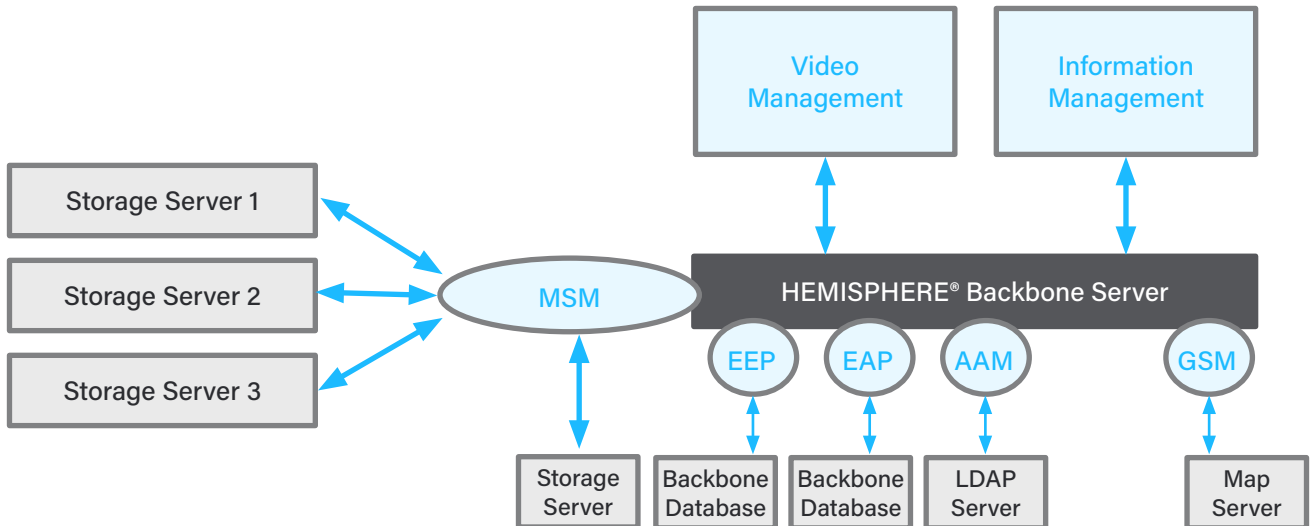 Video
Management
Information
Management
Storage Server 1
Storage Server 2
Storage Server 3
MSM
HEMISPHERE® Backbone Server
EEP
EAP
AAM
GSM
Storage
Server
Backbone
Database
Backbone
Database
LDAP
Server
Map
Server